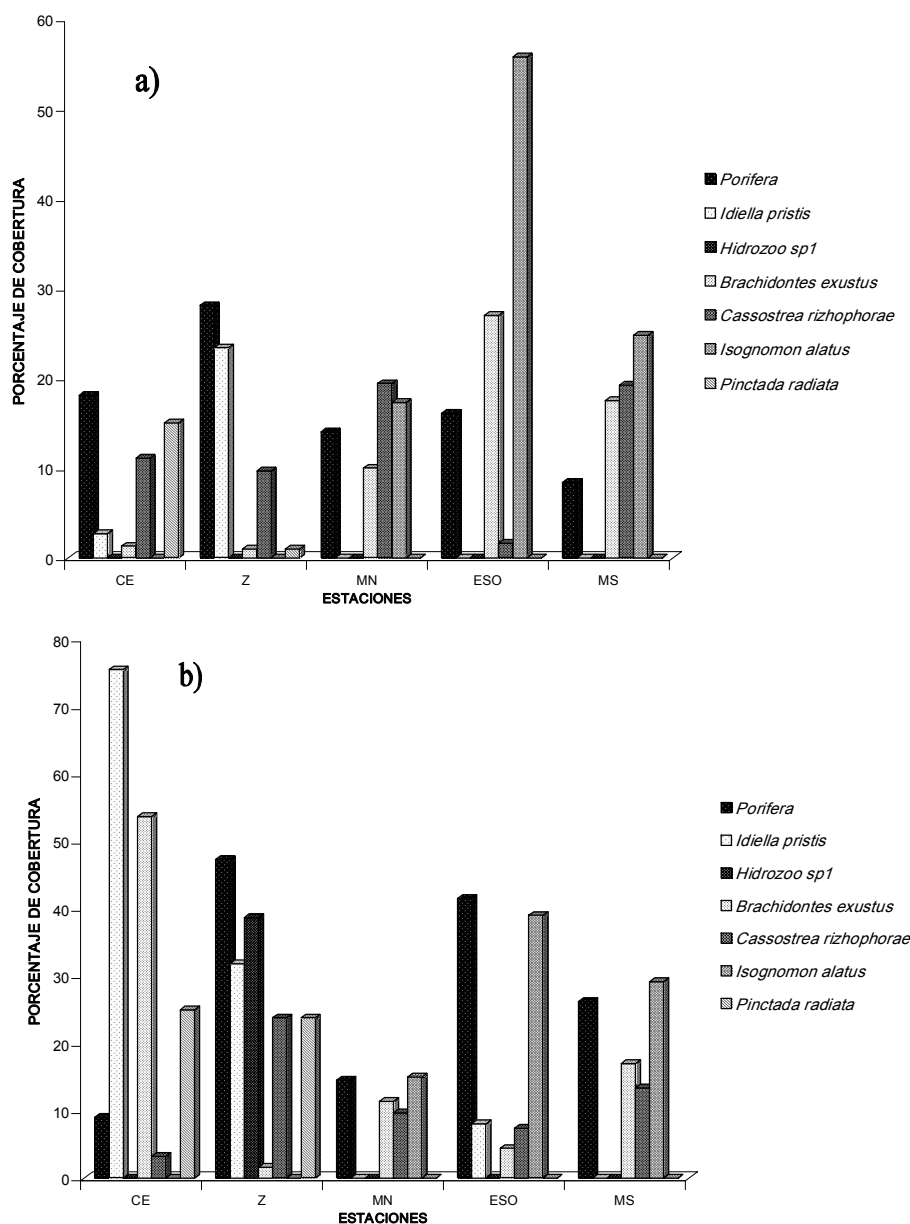 a)
PORCENTAJE DE COBERTURA
60
50
40
30
20
10
0
CE Z MN ESO MS
ESTACIONES
Porifera
Idiella pristis
Hidrozoo sp1
Brachidontes exustus
Cassostrea rizhophorae
Isognomon alatus
Pinctada radiata
b)
PORCENTAJE DE COBERTURA
80
70
60
50
40
30
20
10
0
CE Z MN ESO MS
ESTACIONES
Porifera
Idiella pristis
Hidrozoo sp1
Brachidontes exustus
Cassostrea rizhophorae
Isognomon alatus
Pinctada radiata